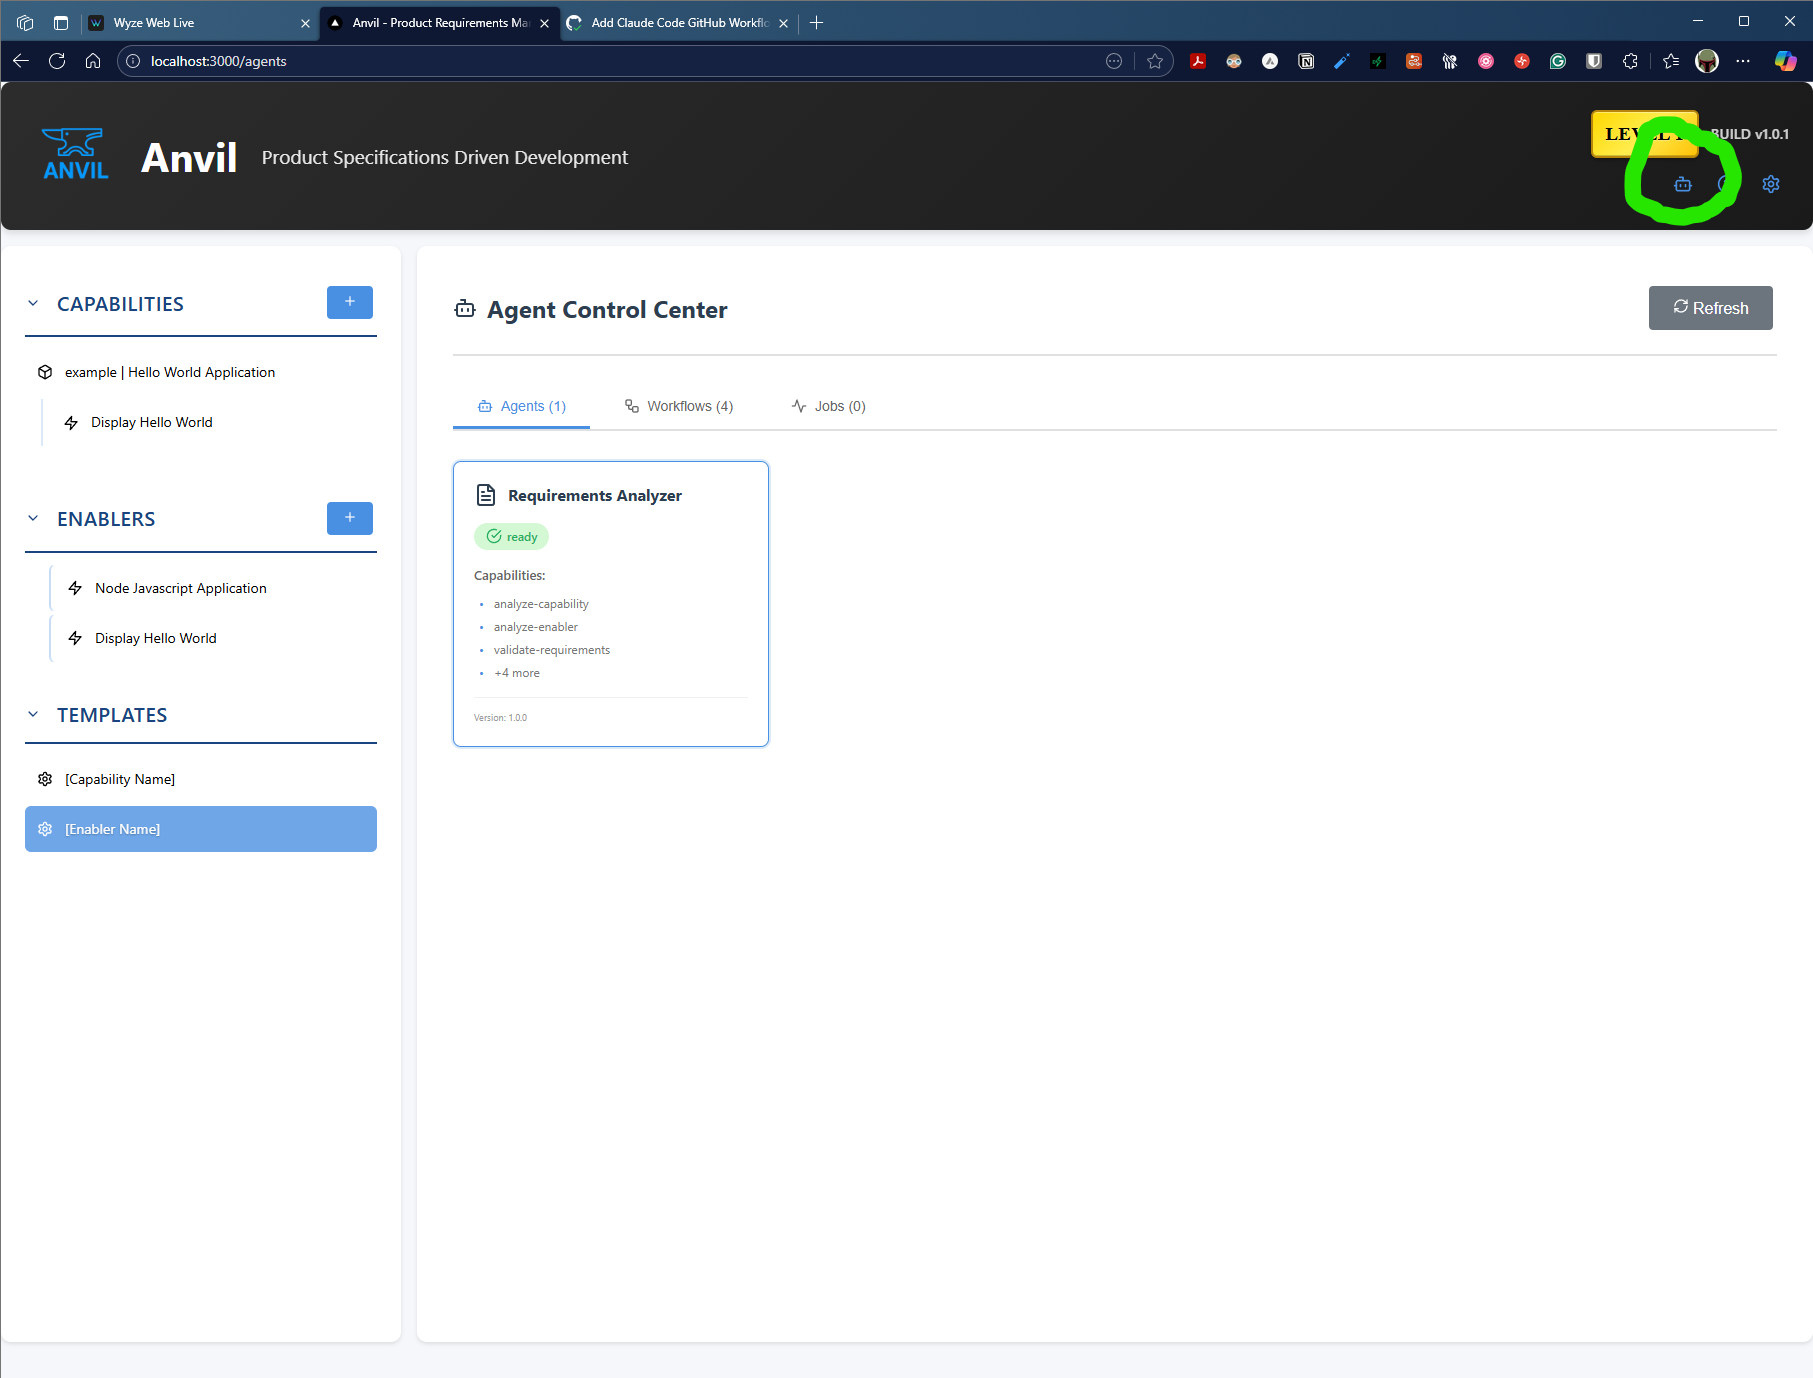 Wyze Web Live
Anvil - Product Requirements Ma
Add Claude Code GitHub Workflo
localhost:3000/agents
ANVIL
Anvil
Product Specifications Driven Development
BUILD v1.0.1
CAPABILITIES
+
example | Hello World Application
Display Hello World
ENABLERS
+
Node Javascript Application
Display Hello World
TEMPLATES
[Capability Name]
[Enabler Name]
Agent Control Center
Refresh
Agents (1)
Workflows (4)
Jobs (0)
Requirements Analyzer
ready
Capabilities:
• analyze-capability
• analyze-enabler
• validate-requirements
• +4 more
Version: 1.0.0